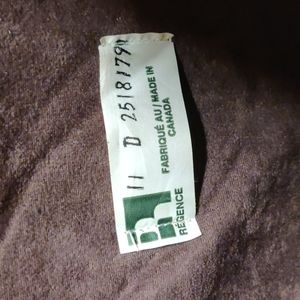 11 D 2518179
FABRIQUÉ AU/MADE IN
CANADA
R
RÉGENCE